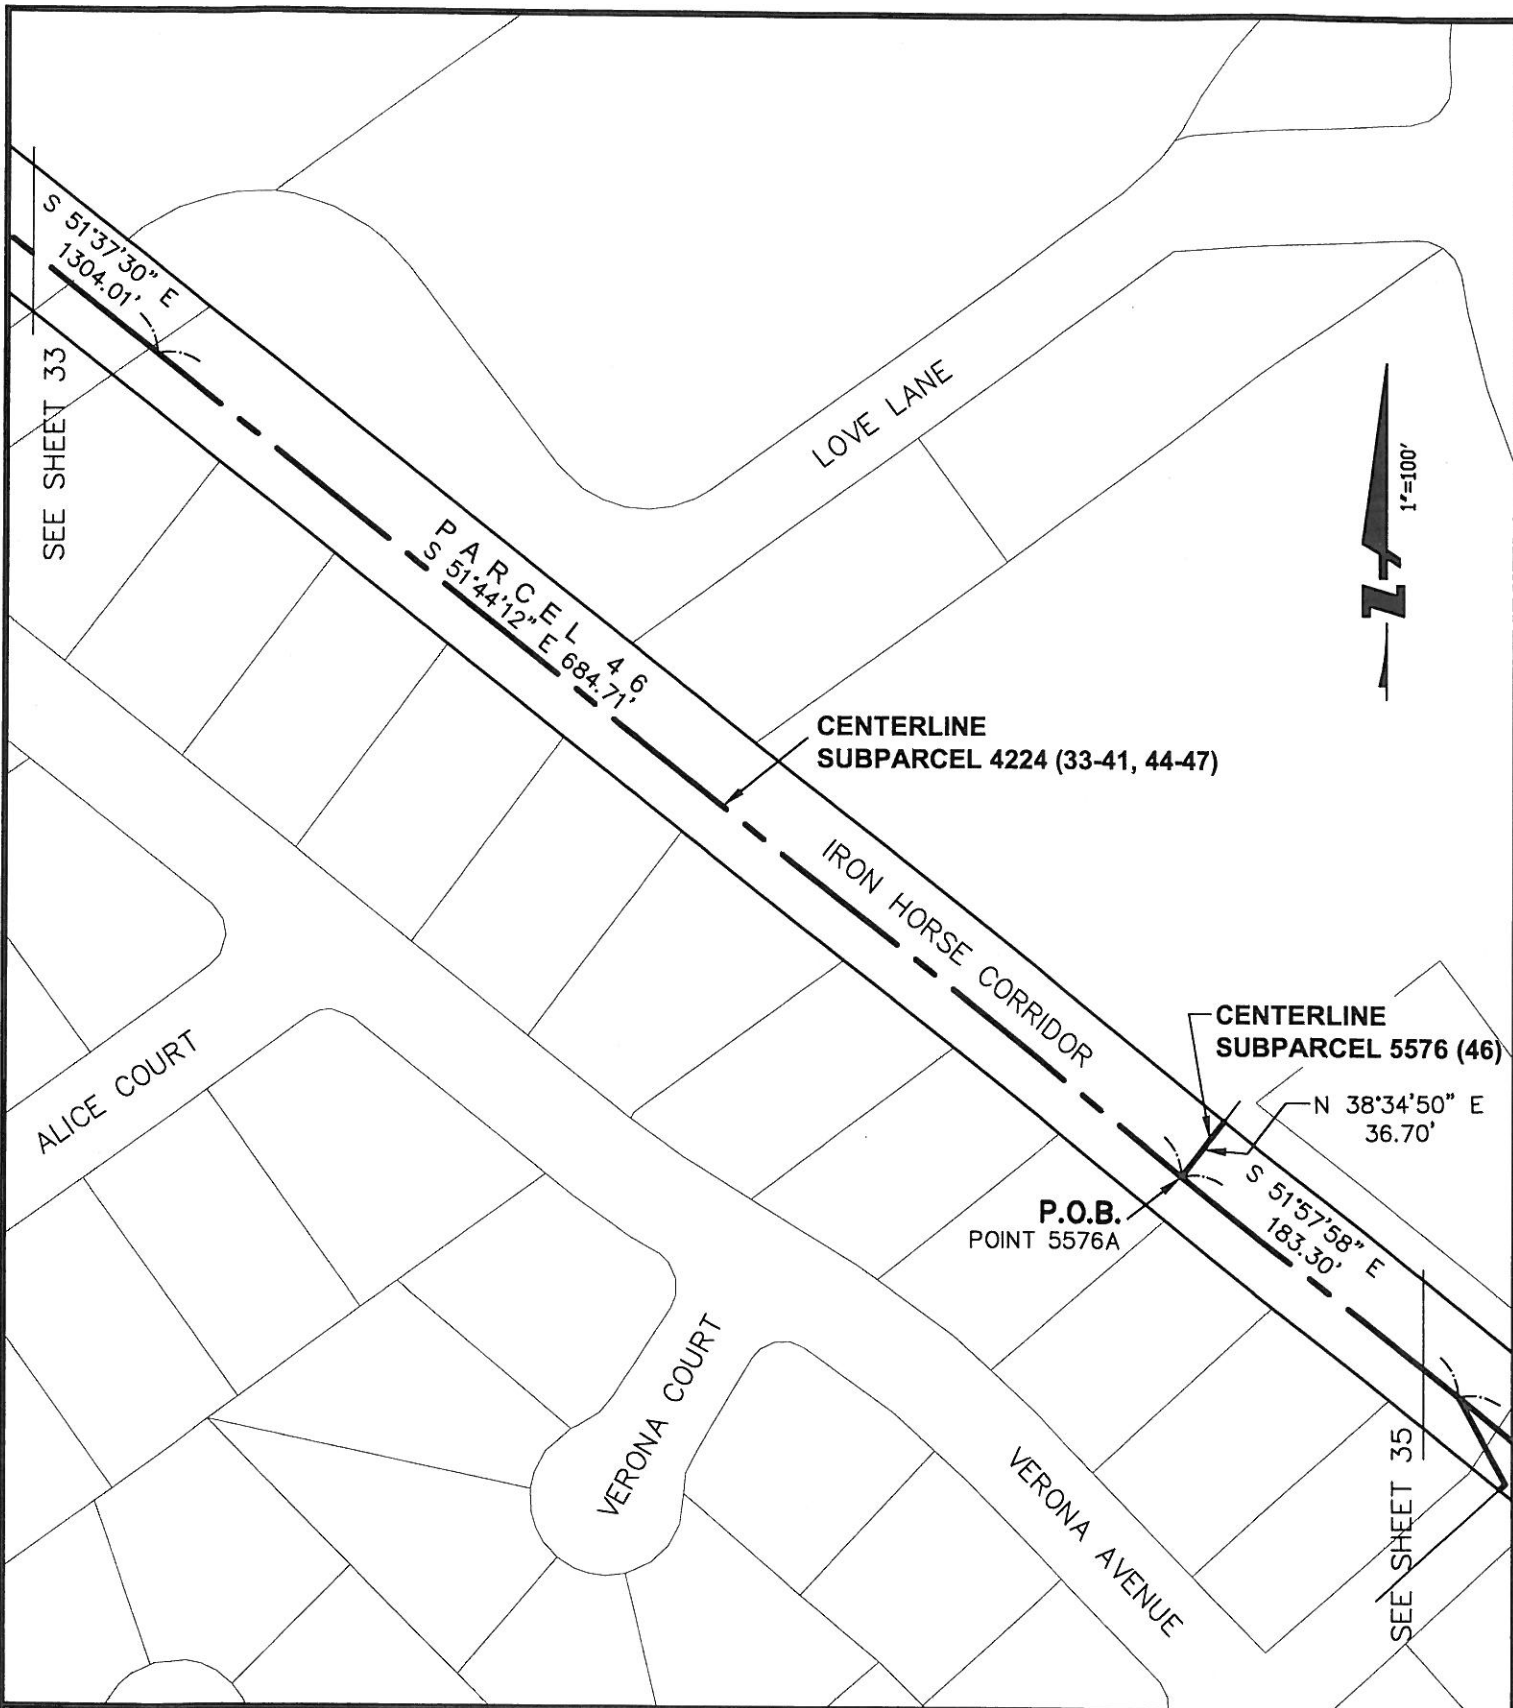 S 51°37'30" E
1304.01'
SEE SHEET 33
LOVE LANE
1"=100'
N
PARCEL 46
S 51°44'12" E 684.71'
CENTERLINE
SUBPARCEL 4224 (33-41, 44-47)
IRON HORSE CORRIDOR
CENTERLINE
SUBPARCEL 5576 (46)
N 38°34'50" E
36.70'
ALICE COURT
P.O.B.
POINT 5576A
S 51°57'58" E
183.30'
VERONA COURT
VERONA AVENUE
SEE SHEET 35